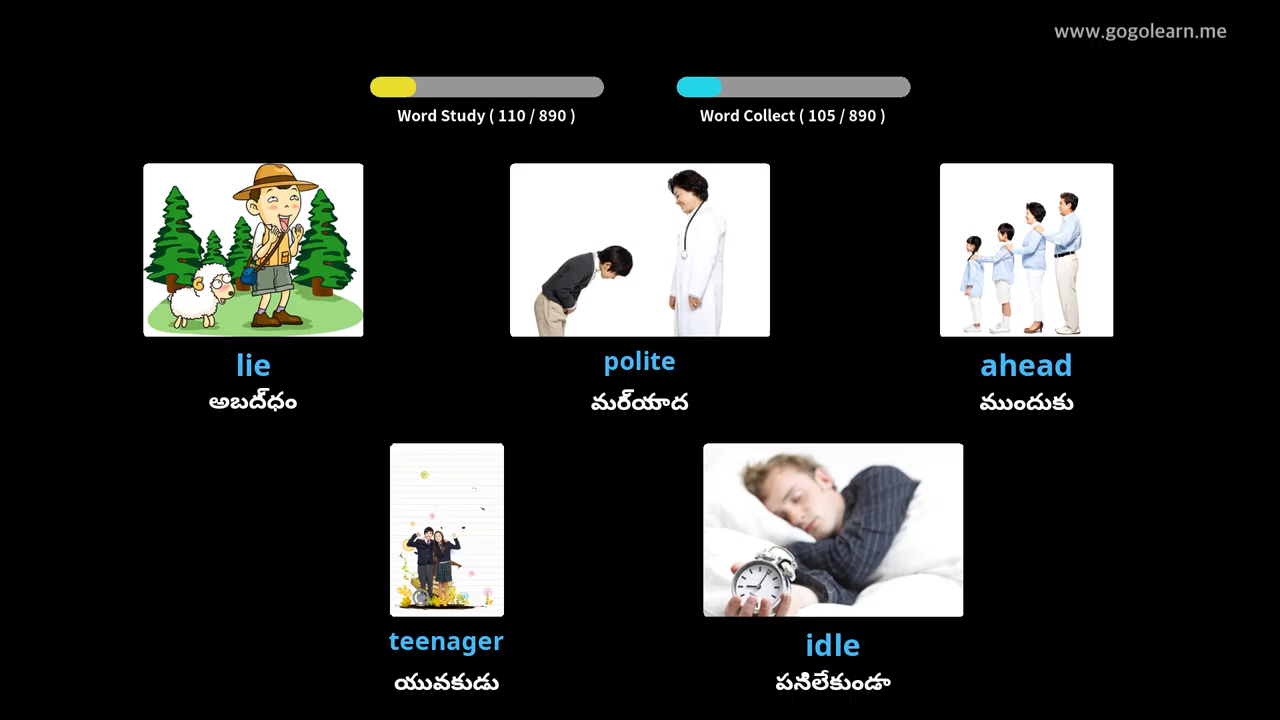 www.gogolearn.me
Word Study ( 110 / 890 )
Word Collect ( 105 / 890 )
lie
polite
ahead
అబద్ధం
మర్యాద
ముందుకు
teenager
idle
యువకుడు
పనిలేకుండా